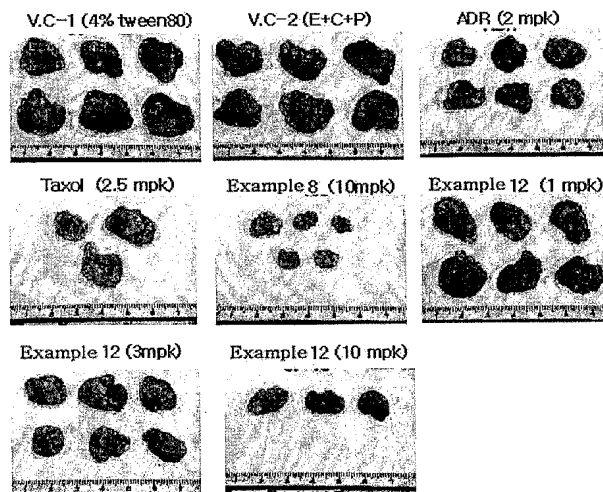 V.C-1 (4% tween80)
V.C-2 (E+C+P)
ADR (2 mpk)
Taxol (2.5 mpk)
Example 8 (10mpk)
Example 12 (1 mpk)
Example 12 (3mpk)
Example 12 (10 mpk)